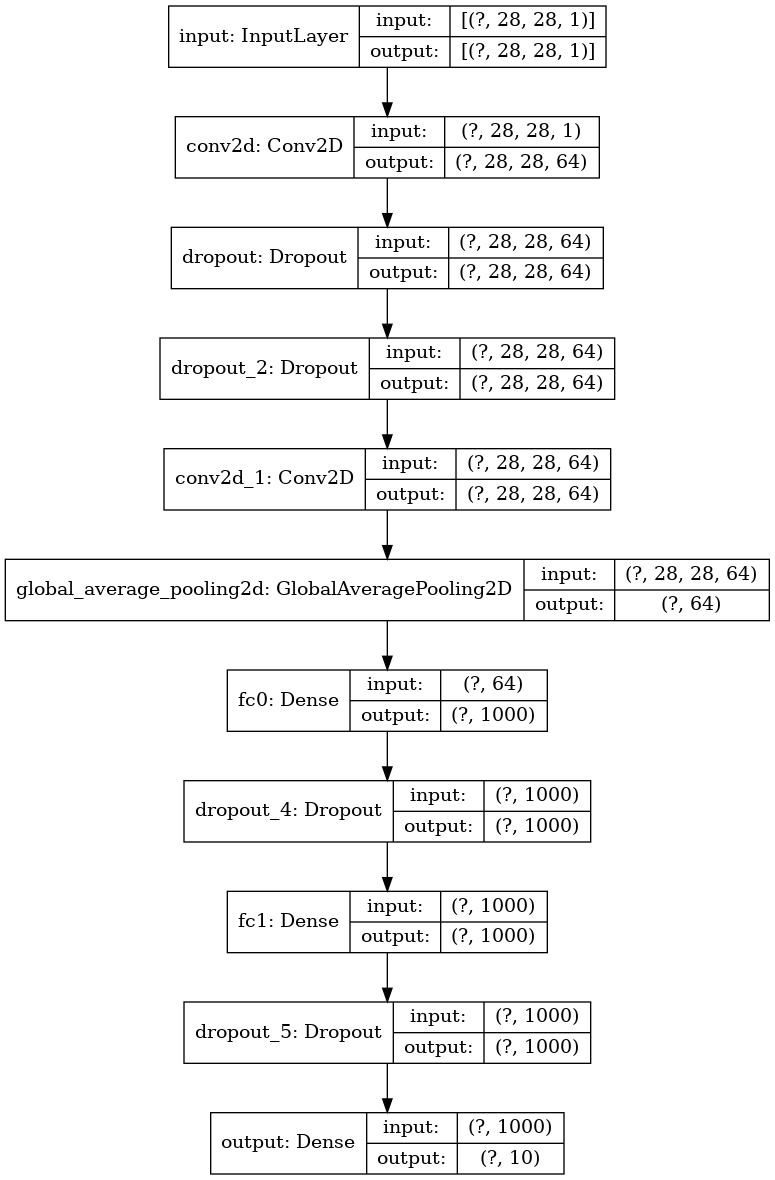 input: InputLayer
input: [(?, 28, 28, 1)]
output: [(?, 28, 28, 1)]
conv2d: Conv2D
input: (?, 28, 28, 1)
output: (?, 28, 28, 64)
dropout: Dropout
input: (?, 28, 28, 64)
output: (?, 28, 28, 64)
dropout_2: Dropout
input: (?, 28, 28, 64)
output: (?, 28, 28, 64)
conv2d_1: Conv2D
input: (?, 28, 28, 64)
output: (?, 28, 28, 64)
global_average_pooling2d: GlobalAveragePooling2D
input: (?, 28, 28, 64)
output: (?, 64)
fc0: Dense
input: (?, 64)
output: (?, 1000)
dropout_4: Dropout
input: (?, 1000)
output: (?, 1000)
fc1: Dense
input: (?, 1000)
output: (?, 1000)
dropout_5: Dropout
input: (?, 1000)
output: (?, 1000)
output: Dense
input: (?, 1000)
output: (?, 10)